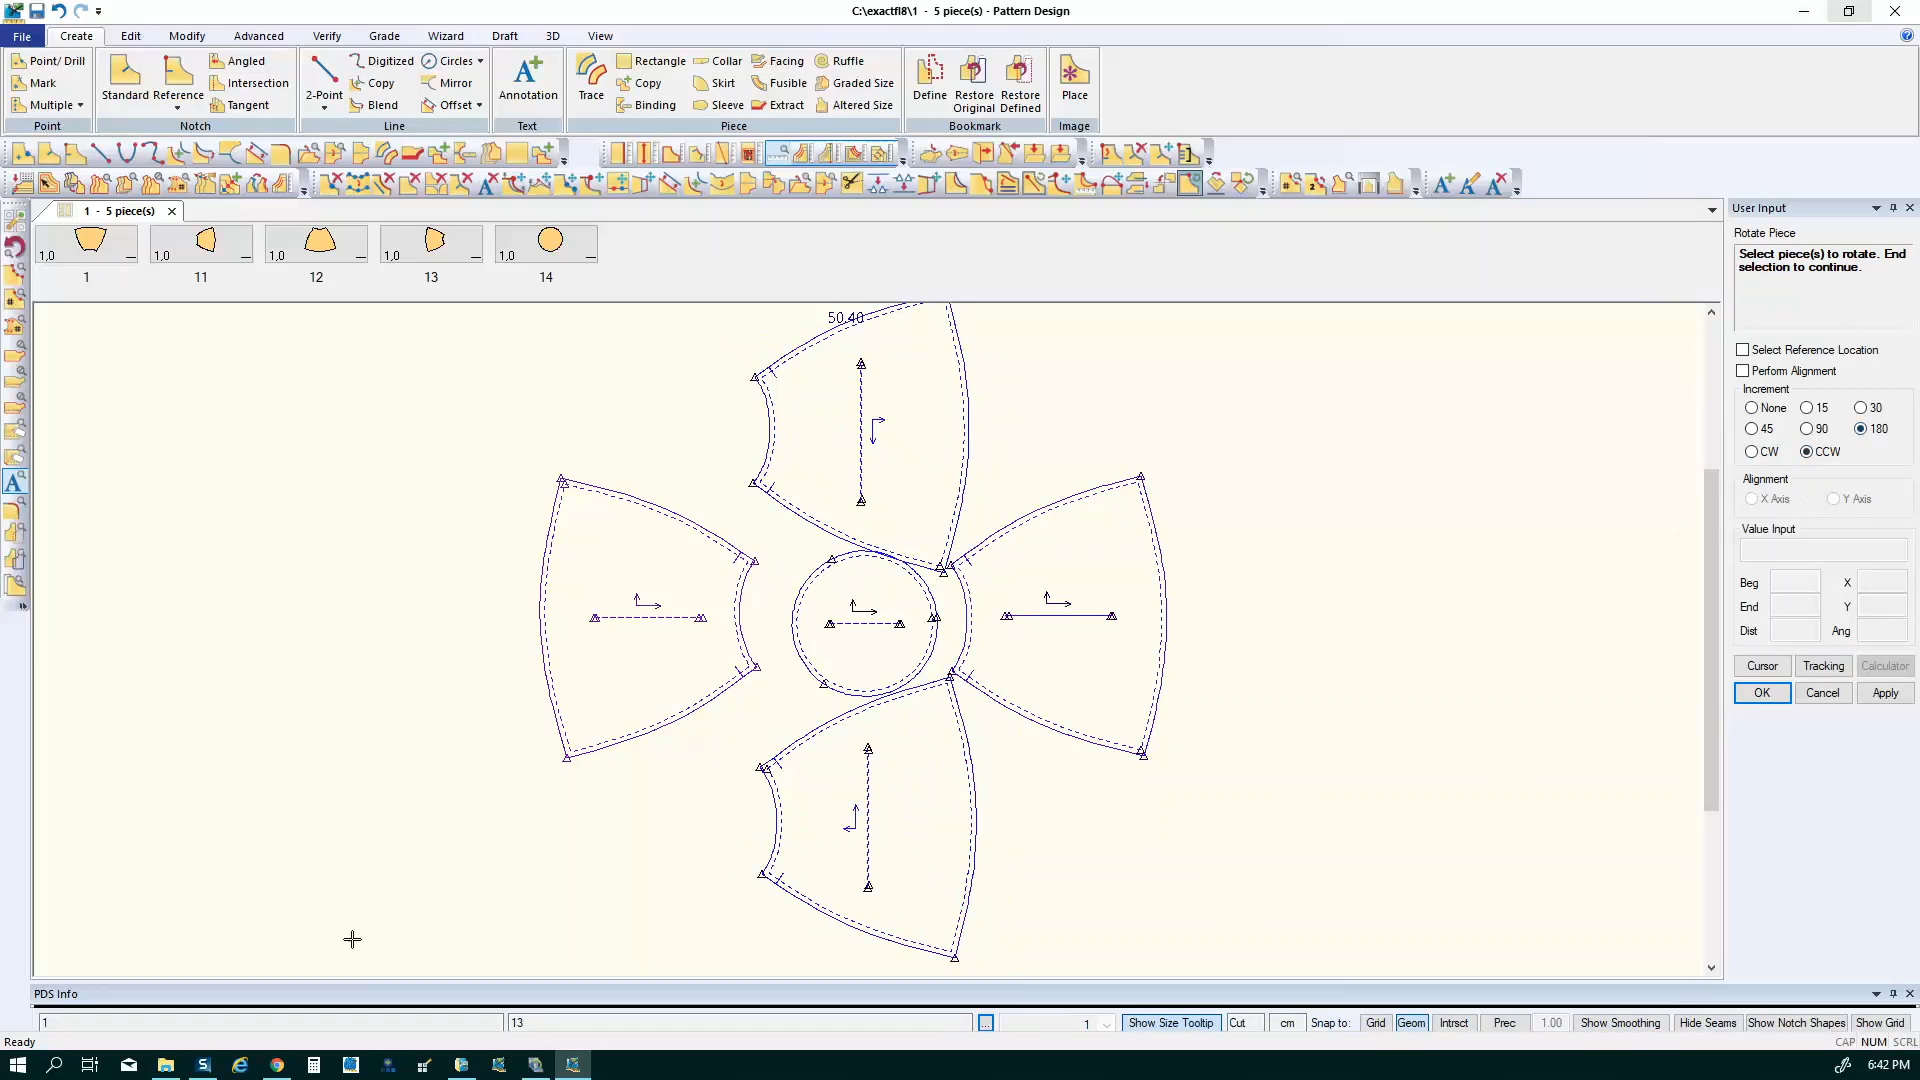 C:\exactfl8\1 - 5 piece(s) - Pattern Design
File Create Edit Modify Advanced Verify Grade Wizard Draft 3D View
Point/ Drill
Mark
Multiple
Point
Standard Reference
Angled
Intersection
Tangent
Notch
2-Point
Digitized Circles
Copy Mirror
Blend Offset
Line
Annotation
Text
Trace
Rectangle Collar Facing Ruffle
Copy Skirt Fusible Graded Size
Binding Sleeve Extract Altered Size
Piece
Define Restore Original Restore Defined
Bookmark
Place
Image
1 - 5 piece(s)
1,0 1,0 1,0 1,0 1,0
1 11 12 13 14
50.40
User Input
Rotate Piece
Select piece(s) to rotate. End
selection to continue.
Select Reference Location
Perform Alignment
Increment
None 15 30
45 90 180
CW CCW
Alignment
X Axis Y Axis
Value Input
Beg X
End Y
Dist Ang
Cursor Tracking Calculator
OK Cancel Apply
PDS Info
1 13 ... 1 Show Size Tooltip Cut cm Snap to: Grid Geom Intrsct Prec 1.00 Show Smoothing Hide Seams Show Notch Shapes Show Grid
Ready CAP NUM SCRL
6:42 PM